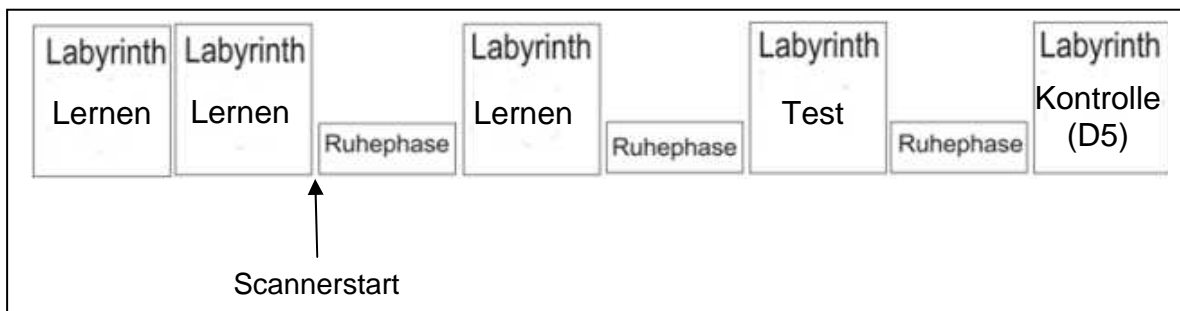 Labyrinth
Lernen
Labyrinth
Lernen
Ruhephase
Labyrinth
Lernen
Ruhephase
Labyrinth
Test
Ruhephase
Labyrinth
Kontrolle
(D5)
Scannerstart